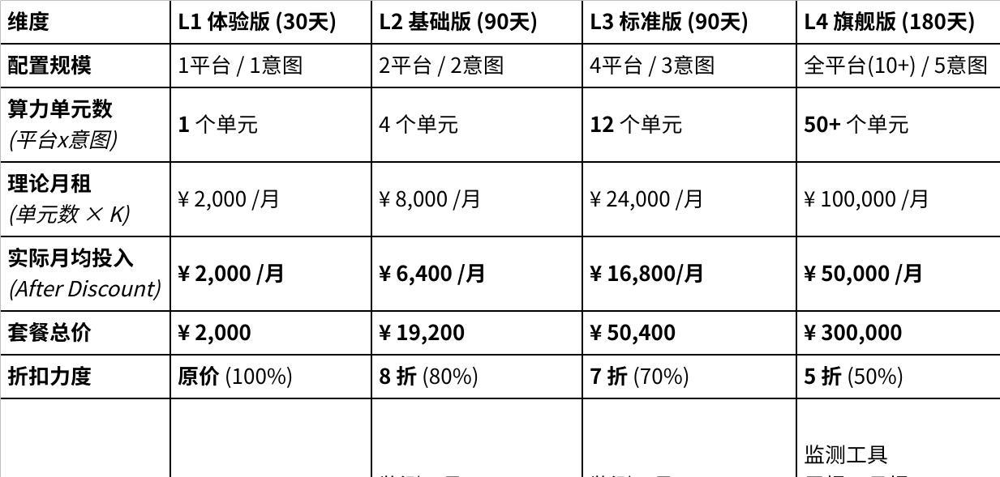 维度 L1 体验版 (30天) L2 基础版 (90天) L3 标准版 (90天) L4 旗舰版 (180天)
配置规模 1平台 / 1意图 2平台 / 2意图 4平台 / 3意图 全平台(10+) / 5意图
算力单元数
(平台x意图) 1 个单元 4 个单元 12 个单元 50+ 个单元
理论月租
(单元数 × K) ¥ 2,000 /月 ¥ 8,000 /月 ¥ 24,000 /月 ¥ 100,000 /月
实际月均投入
(After Discount) ¥ 2,000 /月 ¥ 6,400 /月 ¥ 16,800/月 ¥ 50,000 /月
套餐总价 ¥ 2,000 ¥ 19,200 ¥ 50,400 ¥ 300,000
折扣力度 原价 (100%) 8 折 (80%) 7 折 (70%) 5 折 (50%)
监测工具